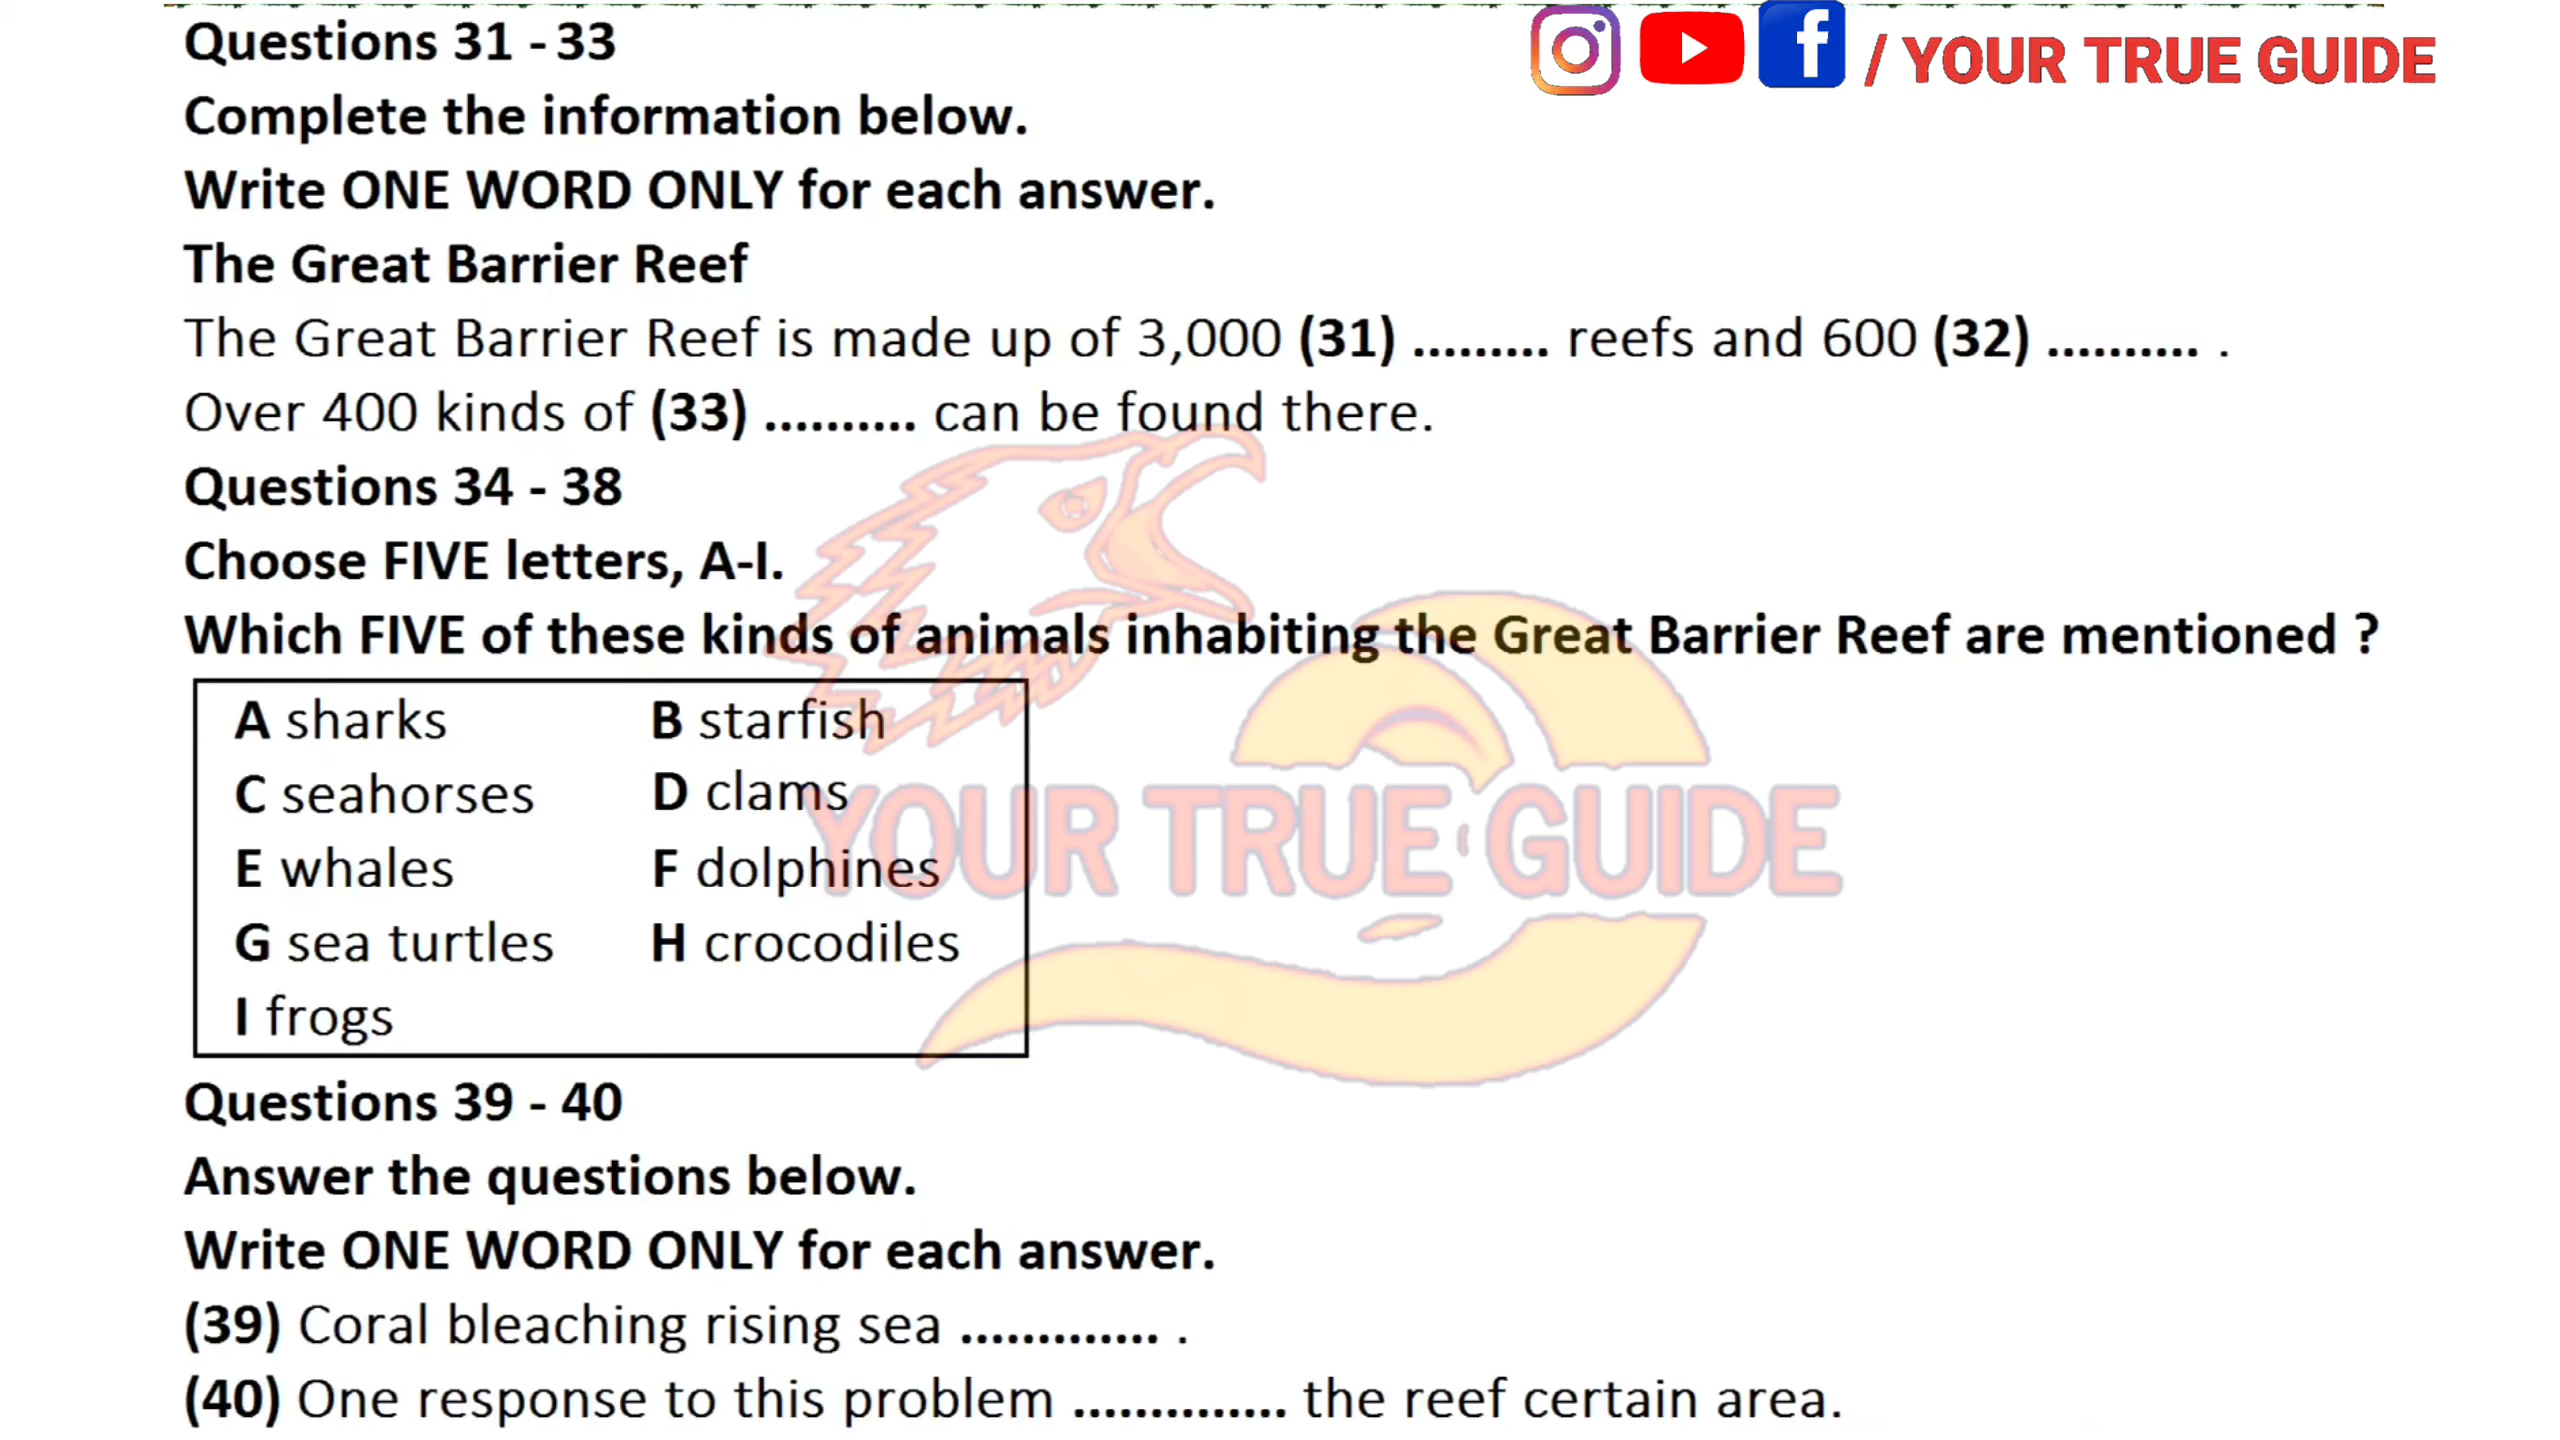 Questions 31 - 33
/ YOUR TRUE GUIDE
Complete the information below.
Write ONE WORD ONLY for each answer.
The Great Barrier Reef
The Great Barrier Reef is made up of 3,000 (31) ......... reefs and 600 (32) .......... .
Over 400 kinds of (33) .......... can be found there.
Questions 34 - 38
Choose FIVE letters, A-I.
Which FIVE of these kinds of animals inhabiting the Great Barrier Reef are mentioned ?
A sharks B starfish
C seahorses D clams
E whales F dolphines
G sea turtles H crocodiles
I frogs
YOUR TRUE GUIDE
Questions 39 - 40
Answer the questions below.
Write ONE WORD ONLY for each answer.
(39) Coral bleaching rising sea ............. .
(40) One response to this problem .............. the reef certain area.